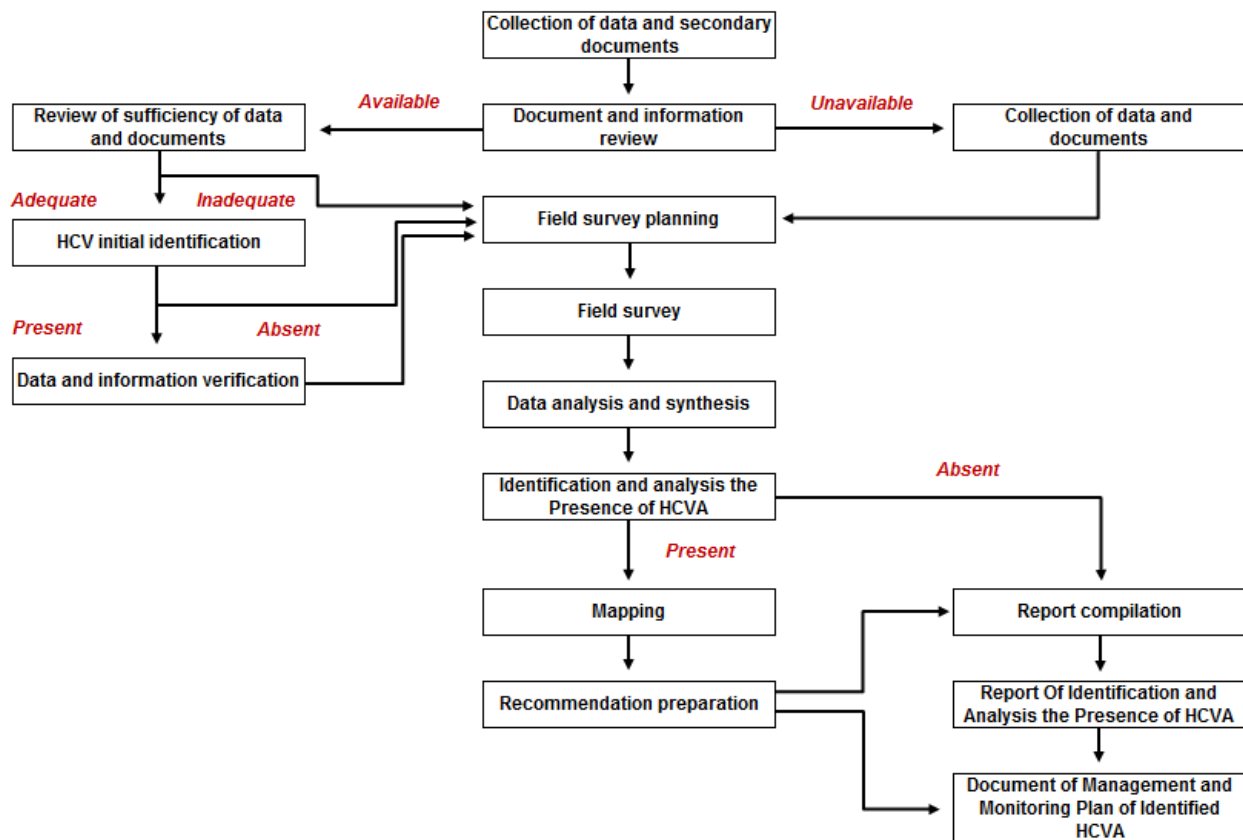 Collection of data and secondary
documents
Available
Unavailable
Review of sufficiency of data
and documents
Document and information
review
Collection of data and
documents
Adequate
Inadequate
Field survey planning
HCV initial identification
Field survey
Present
Absent
Data and information verification
Data analysis and synthesis
Identification and analysis the
Presence of HCVA
Absent
Present
Mapping
Report compilation
Recommendation preparation
Report Of Identification and
Analysis the Presence of HCVA
Document of Management and
Monitoring Plan of Identified
HCVA